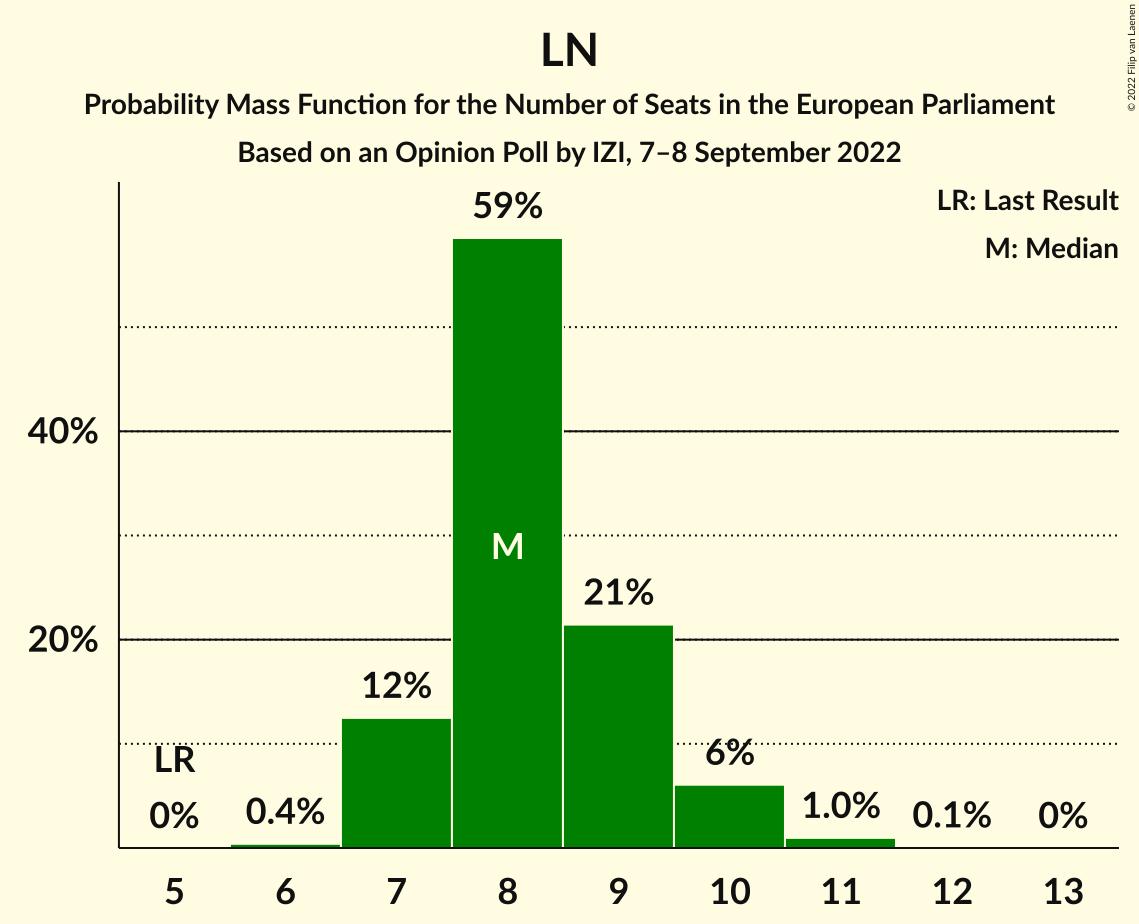 LN
Probability Mass Function for the Number of Seats in the European Parliament
Based on an Opinion Poll by IZI, 7–8 September 2022
© 2022 Filip van Laenen
LR: Last Result
M: Median
59%
40%
M
21%
20%
12%
LR
6%
0%
0.4%
1.0%
0.1%
0%
5 6 7 8 9 10 11 12 13